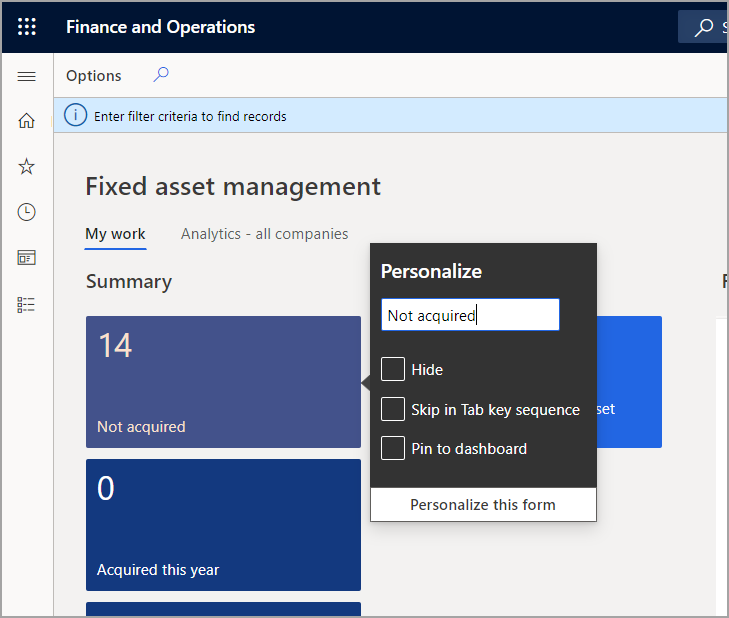 Finance and Operations
Options
Enter filter criteria to find records
Fixed asset management
My work
Analytics - all companies
Summary
Personalize
Not acquired
14
Not acquired
Hide
Skip in Tab key sequence
set
Pin to dashboard
Personalize this form
0
Acquired this year